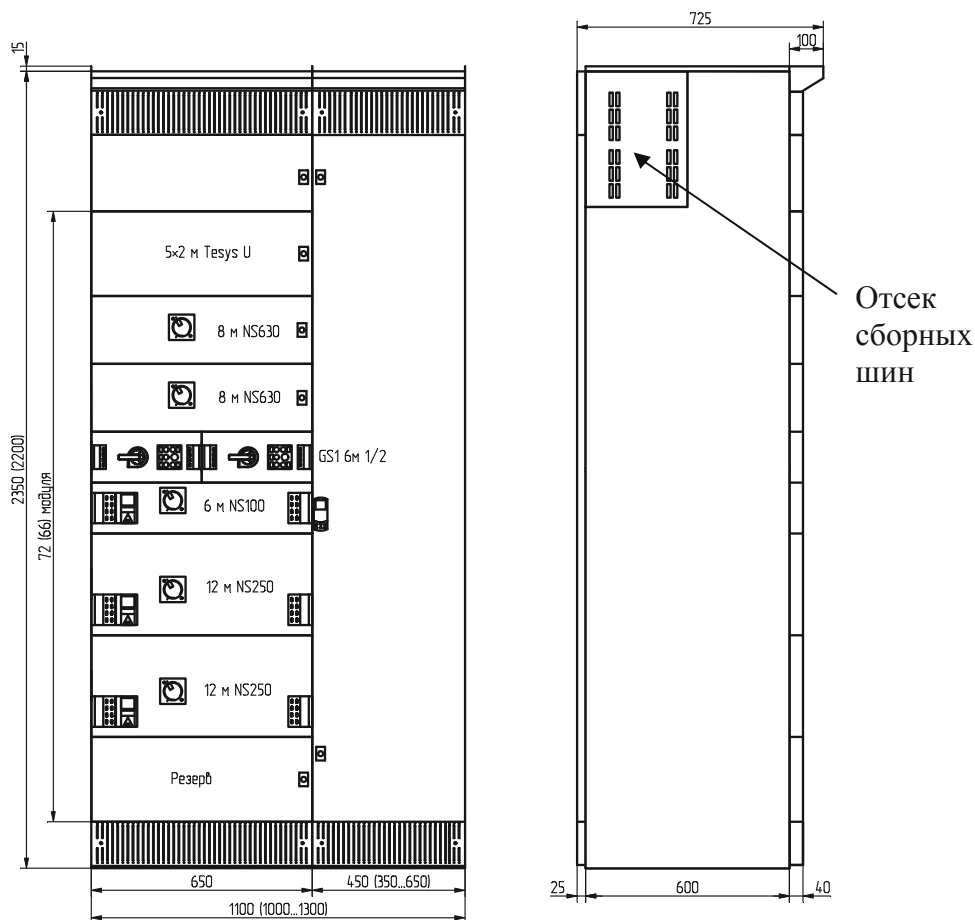 725
100
15
5×2 м Tesys U
8 м NS630
8 м NS630
GS1 6м 1/2
6 м NS100
12 м NS250
12 м NS250
Резерв
2350 (2200)
72 (66) модуля
Отсек
сборных
шин
650
450 (350...650)
1100 (1000...1300)
25
600
40